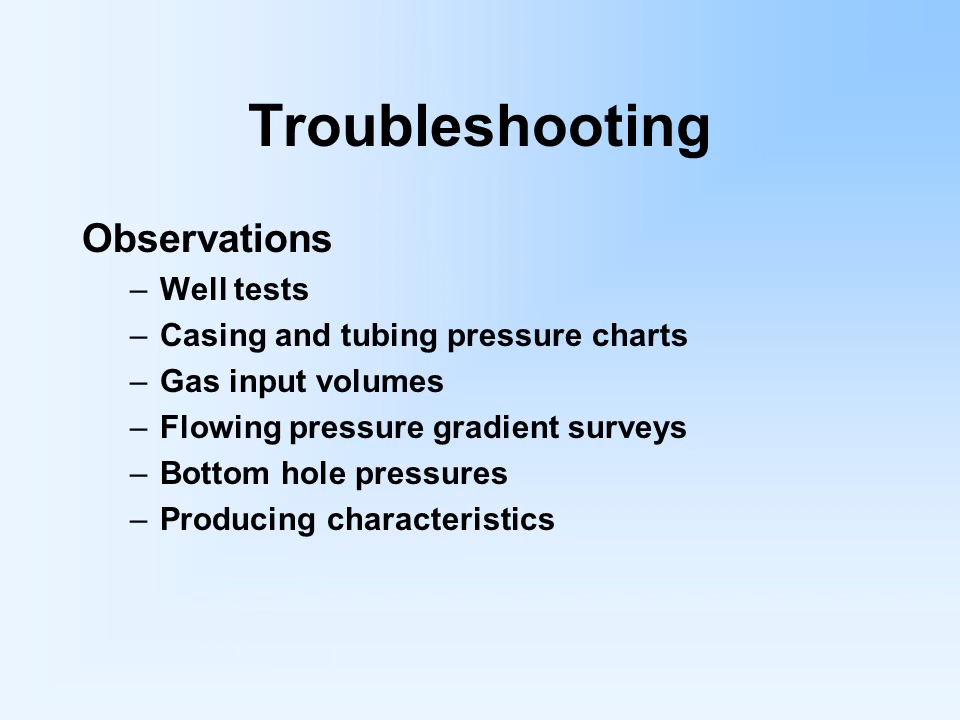 Troubleshooting
Observations
– Well tests
– Casing and tubing pressure charts
– Gas input volumes
– Flowing pressure gradient surveys
– Bottom hole pressures
– Producing characteristics